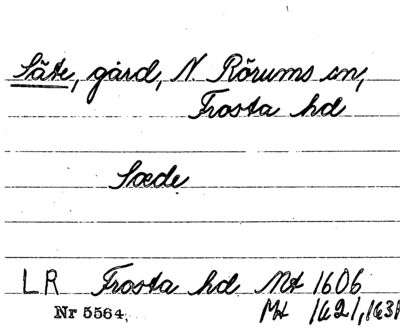 Säte, gård, N Rörums sn,
Frosta hd
Sæde
LR Frosta hd Mt 1606
Nr 5564. Mt 1621, 1631